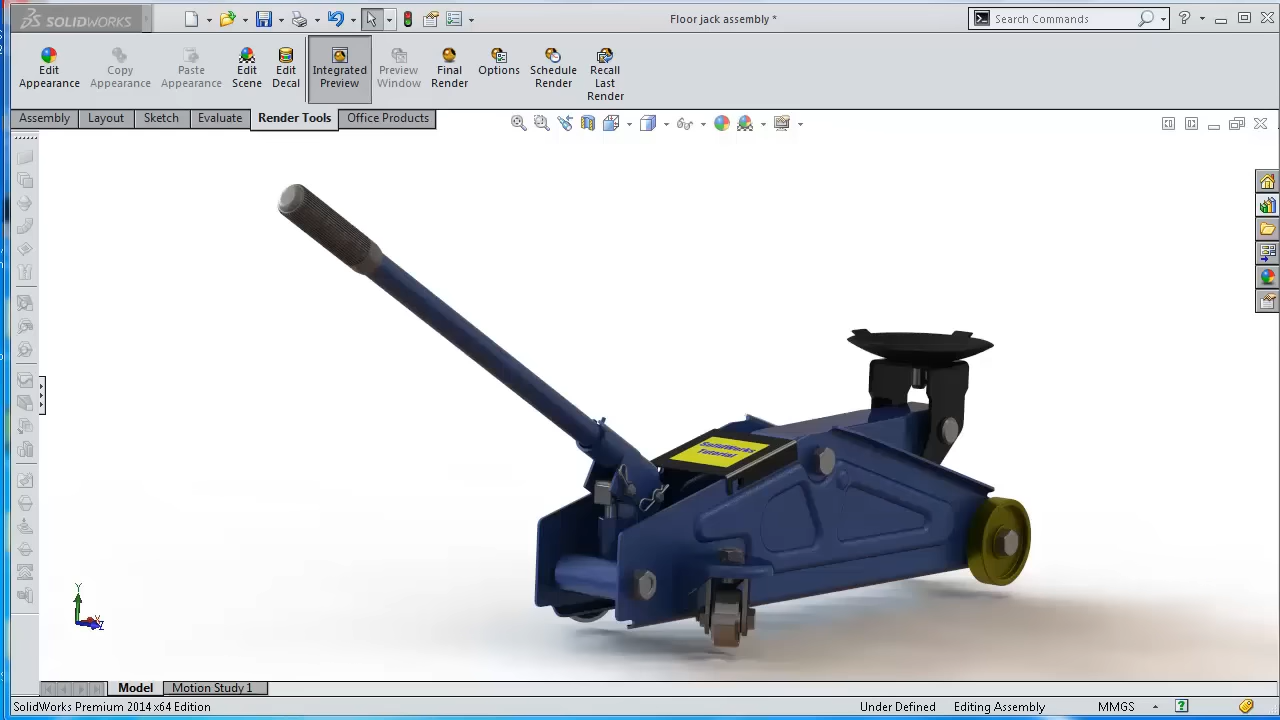 SOLIDWORKS
Floor jack assembly *
Search Commands
Edit Appearance
Copy Appearance
Paste Appearance
Edit Scene
Edit Decal
Integrated Preview
Preview Window
Final Render
Options
Schedule Render
Recall Last Render
Assembly
Layout
Sketch
Evaluate
Render Tools
Office Products
SolidWorks
Tutorial
Y
Z
Model
Motion Study 1
SolidWorks Premium 2014 x64 Edition
Under Defined
Editing Assembly
MMGS